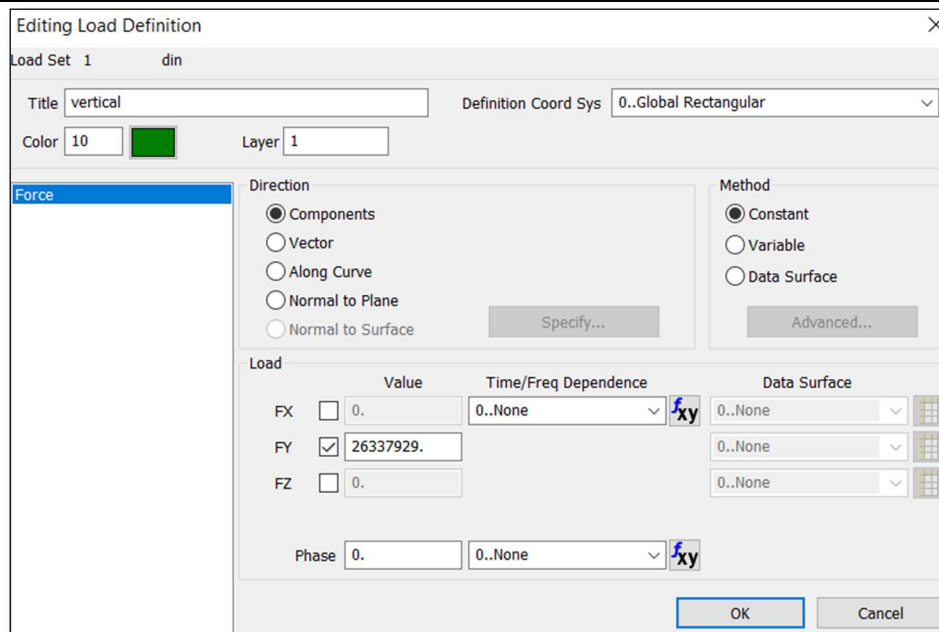 Editing Load Definition
Load Set 1 din
Title vertical Definition Coord Sys 0..Global Rectangular
Color 10 Layer 1
Force
Direction
Components
Vector
Along Curve
Normal to Plane
Normal to Surface
Specify...
Method
Constant
Variable
Data Surface
Advanced...
Load
Value Time/Freq Dependence Data Surface
FX 0. 0..None fxy 0..None
FY 26337929. 0..None
FZ 0. 0..None
Phase 0. 0..None fxy
OK Cancel